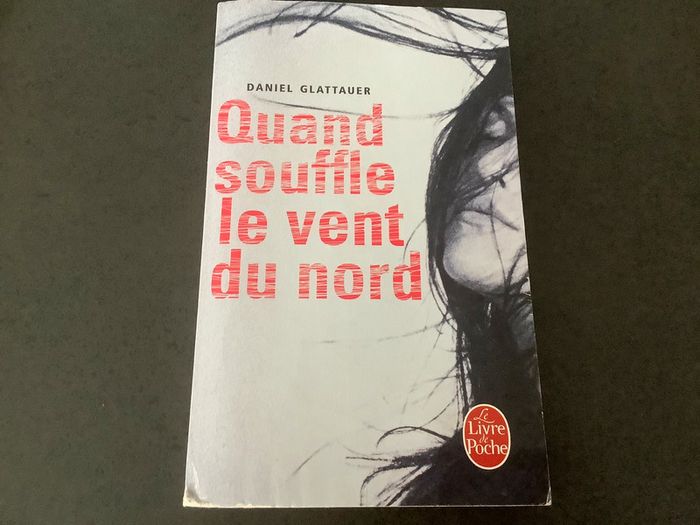 DANIEL GLATTAUER
Quand
souffle
le vent
du nord
Le
Livre
de
Poche